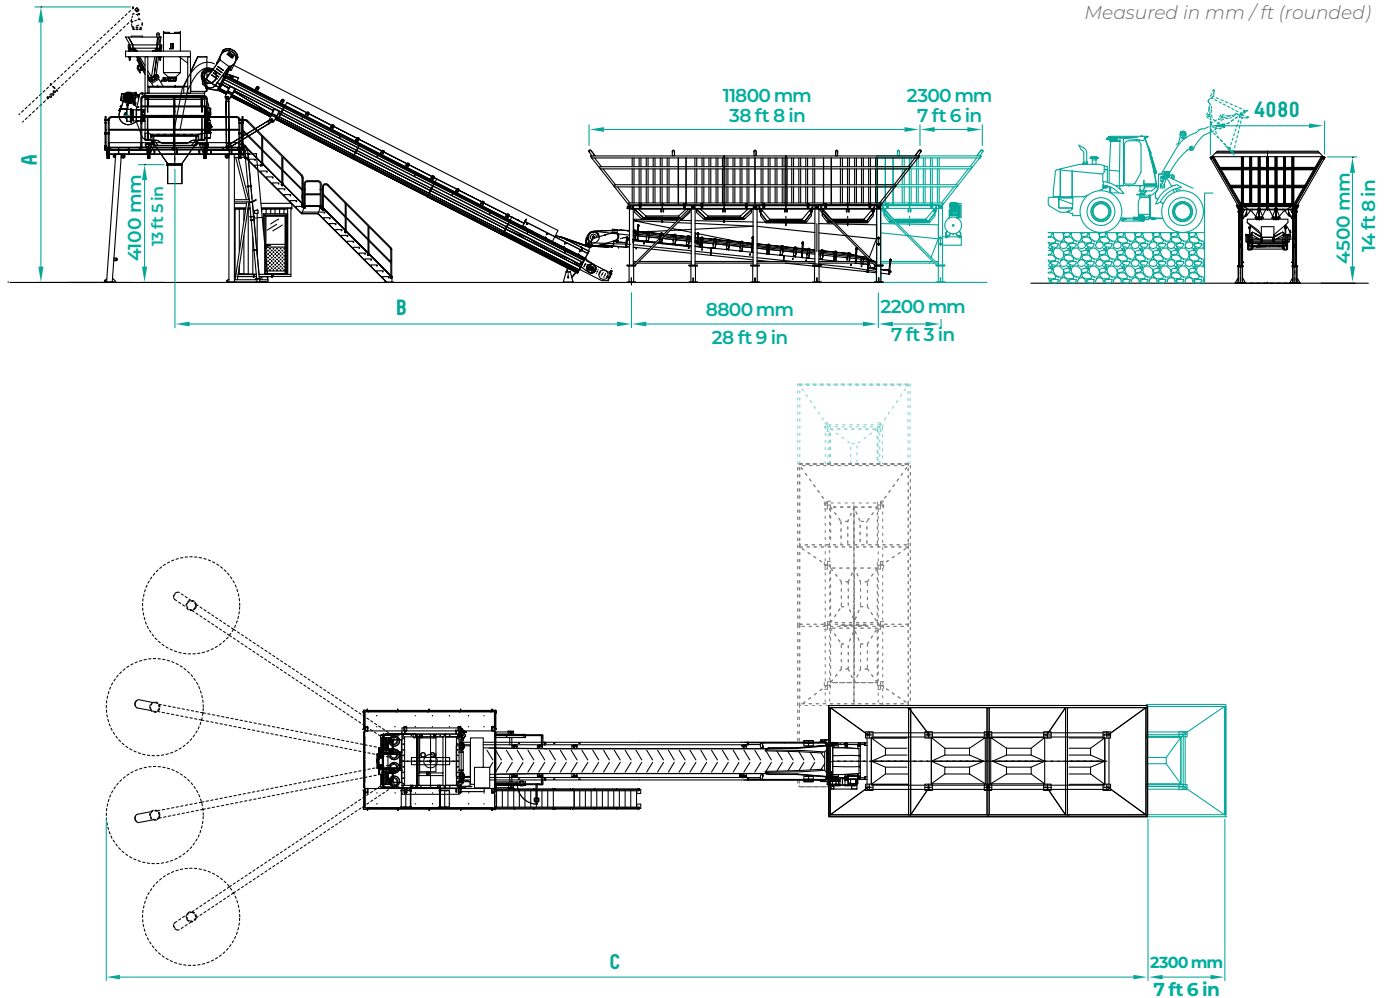 Measured in mm / ft (rounded)
11800 mm
38 ft 8 in
2300 mm
7 ft 6 in
4080
A
4100 mm
13 ft 5 in
4500 mm
14 ft 8 in
B
8800 mm
28 ft 9 in
2200 mm
7 ft 3 in
C
2300 mm
7 ft 6 in